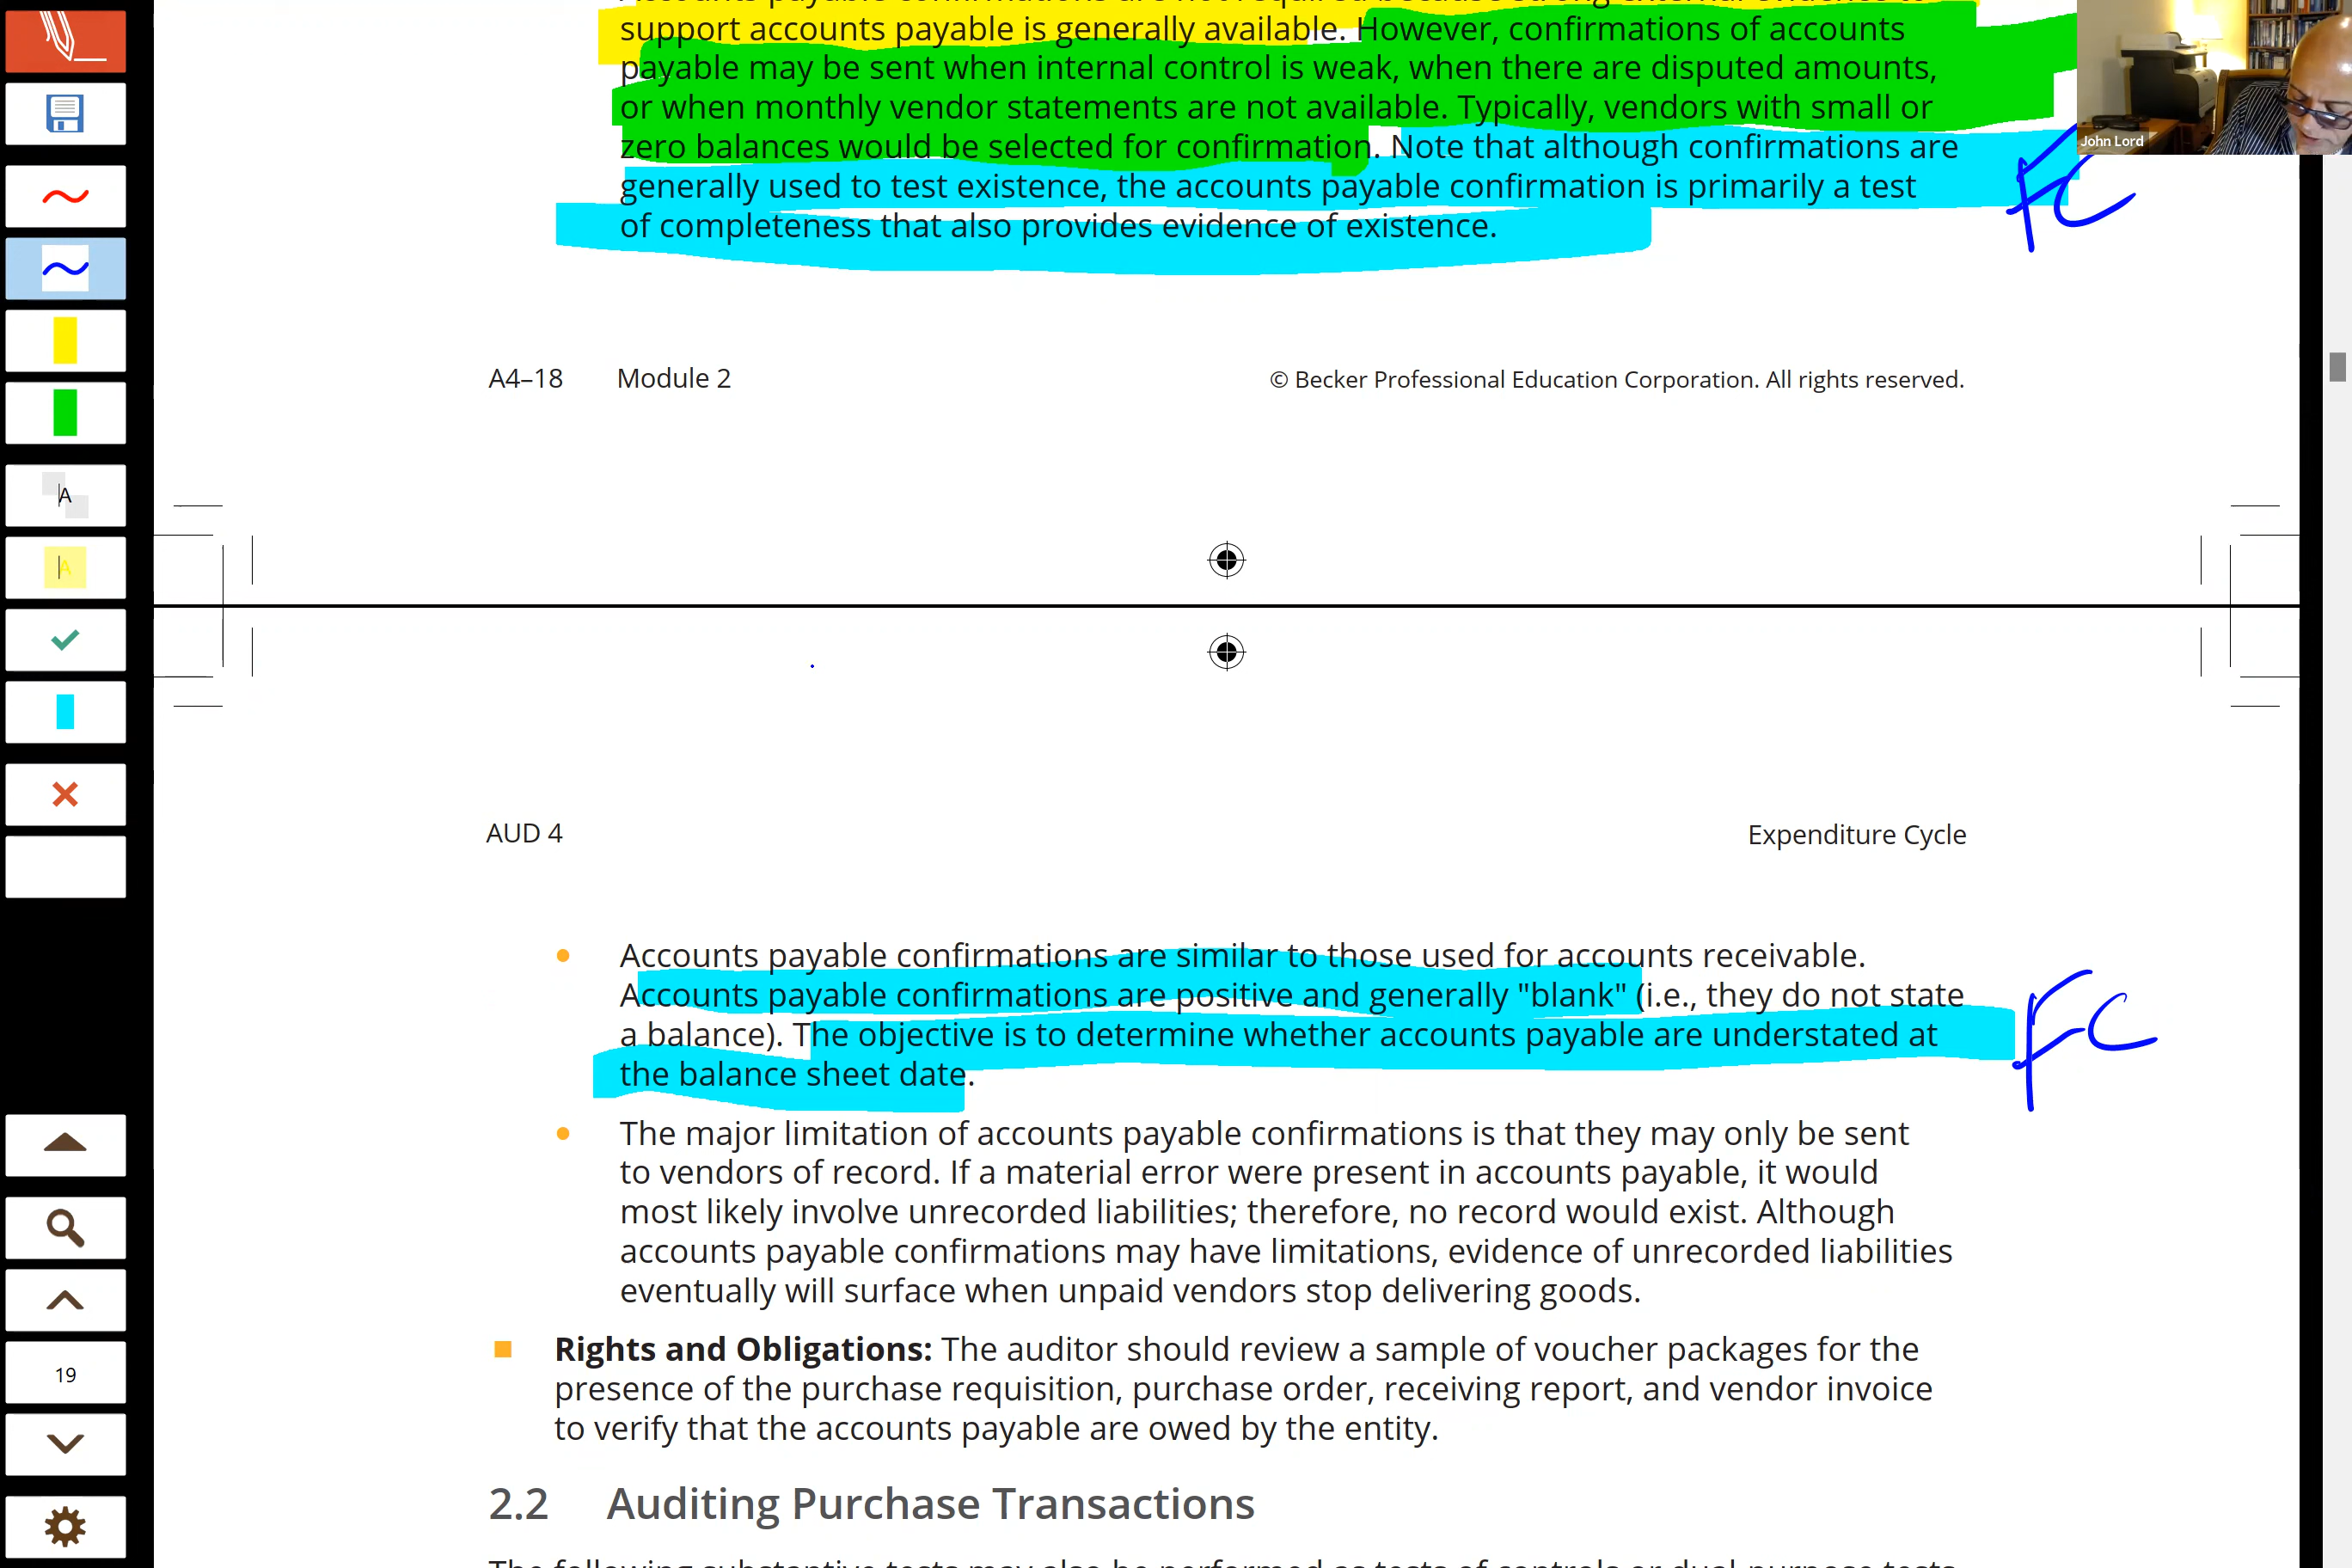 support accounts payable is generally available. However, confirmations of accounts
payable may be sent when internal control is weak, when there are disputed amounts,
or when monthly vendor statements are not available. Typically, vendors with small or
zero balances would be selected for confirmation. Note that although confirmations are
generally used to test existence, the accounts payable confirmation is primarily a test
of completeness that also provides evidence of existence.
John Lord
FC
A4–18 Module 2 © Becker Professional Education Corporation. All rights reserved.
A
A
AUD 4 Expenditure Cycle
Accounts payable confirmations are similar to those used for accounts receivable.
Accounts payable confirmations are positive and generally "blank" (i.e., they do not state
a balance). The objective is to determine whether accounts payable are understated at
the balance sheet date.
FC
The major limitation of accounts payable confirmations is that they may only be sent
to vendors of record. If a material error were present in accounts payable, it would
most likely involve unrecorded liabilities; therefore, no record would exist. Although
accounts payable confirmations may have limitations, evidence of unrecorded liabilities
eventually will surface when unpaid vendors stop delivering goods.
Rights and Obligations: The auditor should review a sample of voucher packages for the
presence of the purchase requisition, purchase order, receiving report, and vendor invoice
to verify that the accounts payable are owed by the entity.
19
2.2 Auditing Purchase Transactions